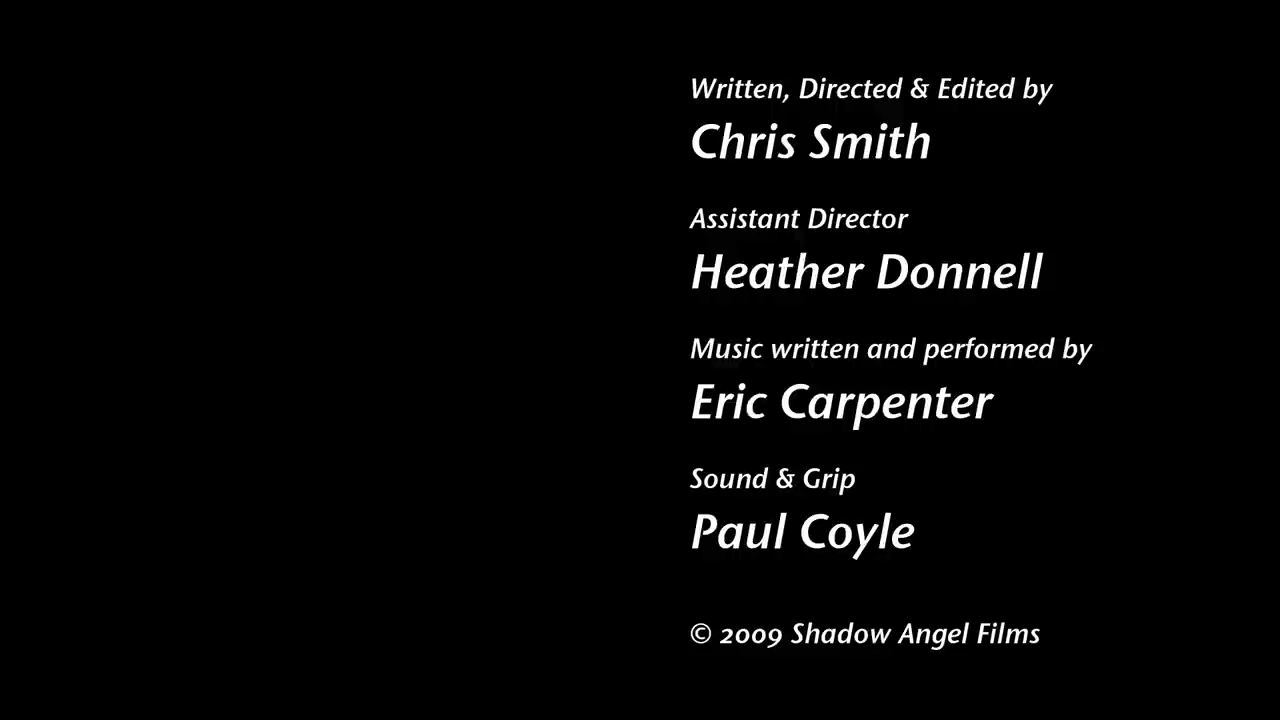 Written, Directed & Edited by
Chris Smith
Assistant Director
Heather Donnell
Music written and performed by
Eric Carpenter
Sound & Grip
Paul Coyle
© 2009 Shadow Angel Films